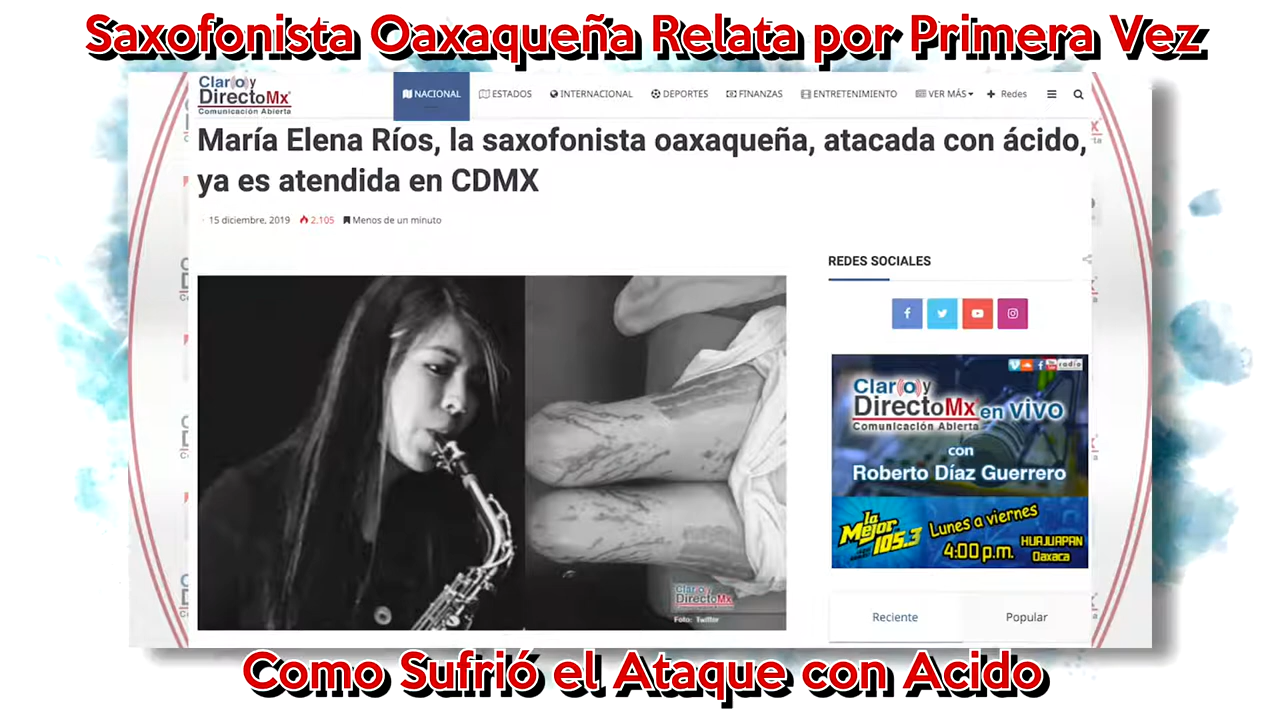 Saxofonista Oaxaqueña Relata por Primera Vez
Clar(o)y
DirectoMx
Comunicación Abierta
NACIONAL
ESTADOS
INTERNACIONAL
DEPORTES
FINANZAS
ENTRETENIMIENTO
VER MÁS
Redes
María Elena Ríos, la saxofonista oaxaqueña, atacada con ácido,
ya es atendida en CDMX
15 diciembre, 2019
2.105
Menos de un minuto
REDES SOCIALES
radio
Clar(o)y
DirectoMx en vivo
Comunicación Abierta
con
Roberto Díaz Guerrero
la
Mejor
105.3
Lunes a viernes
4:00 p.m.
HUAJUAPAN
Oaxaca
Clar(o)y
DirectoMx
Foto: Twitter
Reciente
Popular
Como Sufrió el Ataque con Acido